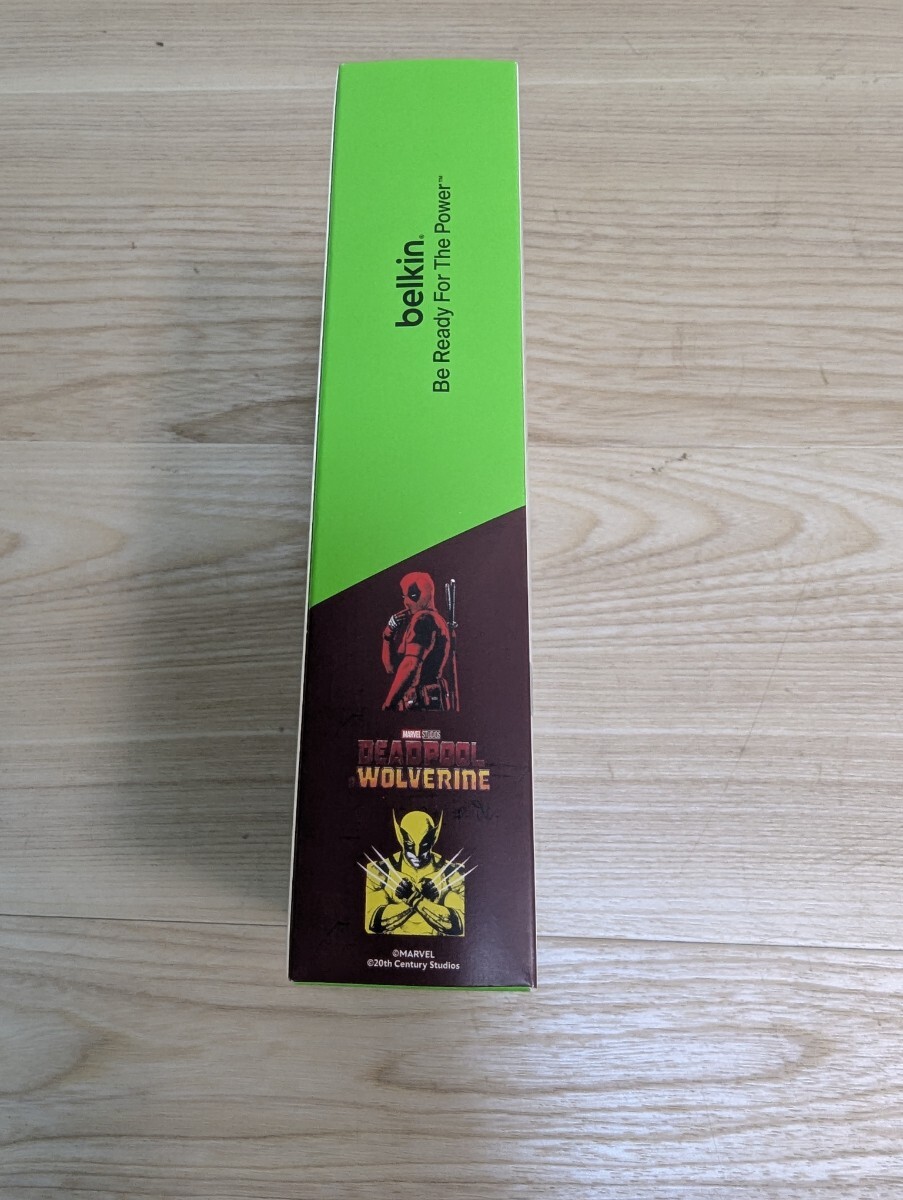 belkin®
Be Ready For The Power™
MARVEL STUDIOS
DEADPOOL
& WOLVERINE
©MARVEL
©20th Century Studios